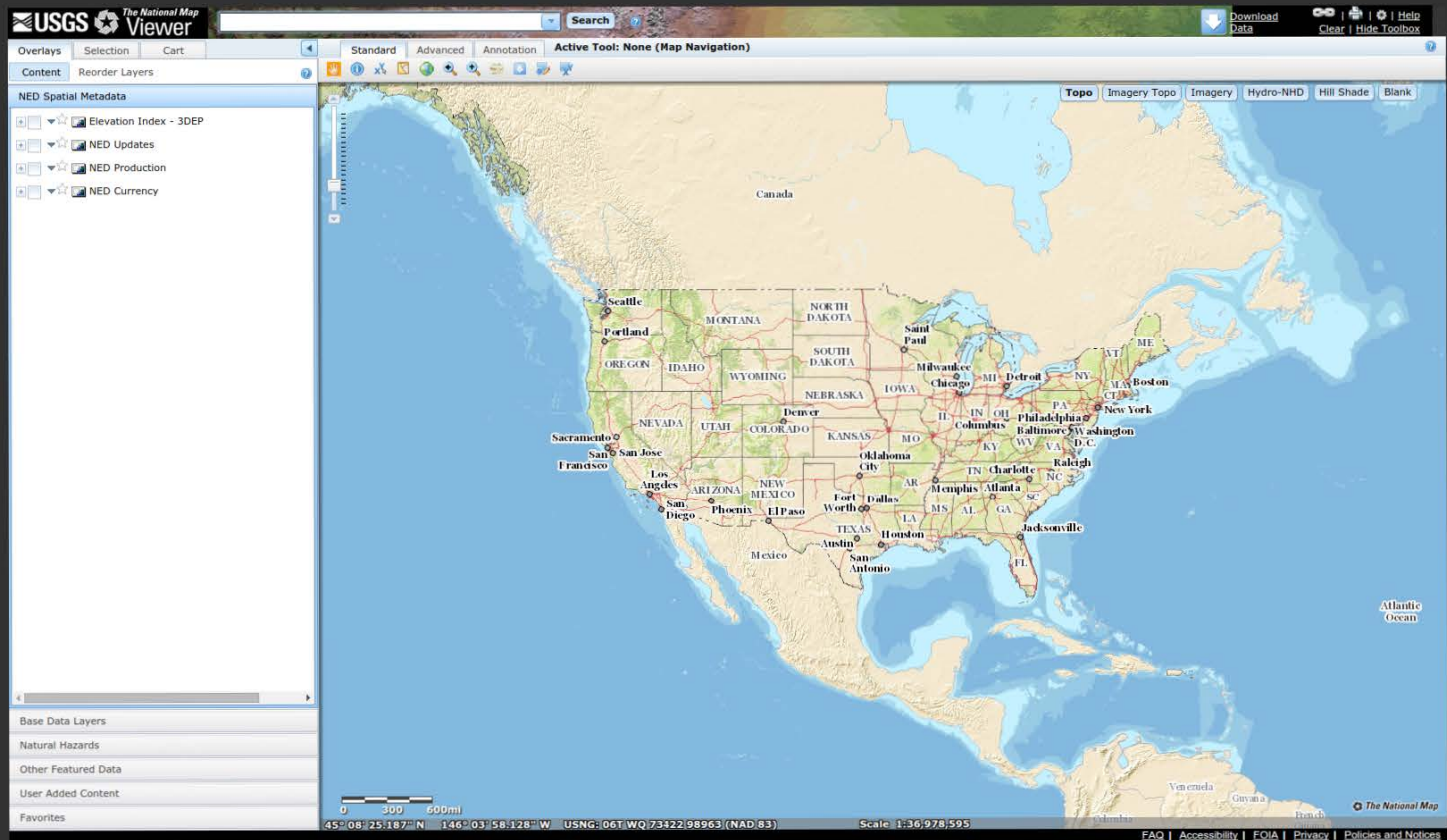 USGS The National Map Viewer
Search
Download Data
| | | Help
Clear | Hide Toolbox
Overlays Selection Cart
Content Reorder Layers
Standard Advanced Annotation Active Tool: None (Map Navigation)
NED Spatial Metadata
Elevation Index - 3DEP
NED Updates
NED Production
NED Currency
Topo Imagery Topo Imagery Hydro-NHD Hill Shade Blank
Canada
Seattle
Portland
OREGON
IDAHO
MONTANA
WYOMING
NORTH DAKOTA
SOUTH DAKOTA
NEBRASKA
Saint Paul
Milwaukee
Chicago
IOWA
MI
Detroit
NY
VT
ME
MA
Boston
CT
New York
PA
Philadelphia
Baltimore
Washington D.C.
IL
IN
OH
Columbus
WV
VA
KY
NEVADA
UTAH
COLORADO
Denver
KANSAS
MO
Sacramento
San Francisco
San Jose
Los Angeles
San Diego
ARIZONA
Phoenix
NEW MEXICO
El Paso
Oklahoma City
AR
TN
Charlotte
Raleigh
NC
Memphis
Atlanta
SC
Fort Worth
Dallas
MS
AL
GA
LA
TEXAS
Austin
Houston
San Antonio
Jacksonville
FL
Mexico
Atlantic Ocean
Venezuela
Guyana
Colombia
French Guiana
The National Map
Base Data Layers
Natural Hazards
Other Featured Data
User Added Content
Favorites
0 300 600mi
45° 08' 25.187" N 146° 03' 58.128" W USNG: 06T WQ 73422 98963 (NAD 83) Scale 1:36,978,595
FAQ | Accessibility | FOIA | Privacy | Policies and Notices